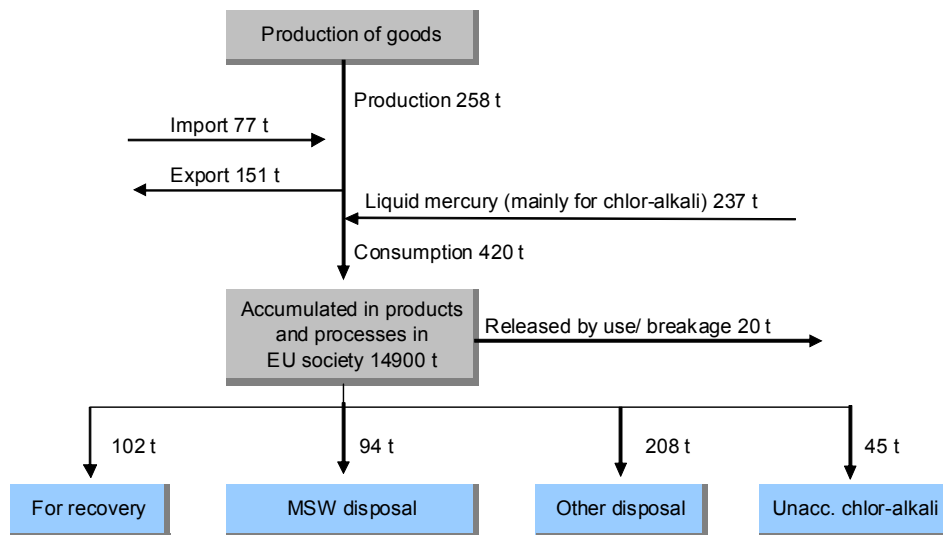 Production of goods
Production 258 t
Import 77 t
Export 151 t
Liquid mercury (mainly for chlor-alkali) 237 t
Consumption 420 t
Accumulated in products
and processes in
EU society 14900 t
Released by use/ breakage 20 t
102 t
94 t
208 t
45 t
For recovery
MSW disposal
Other disposal
Unacc. chlor-alkali